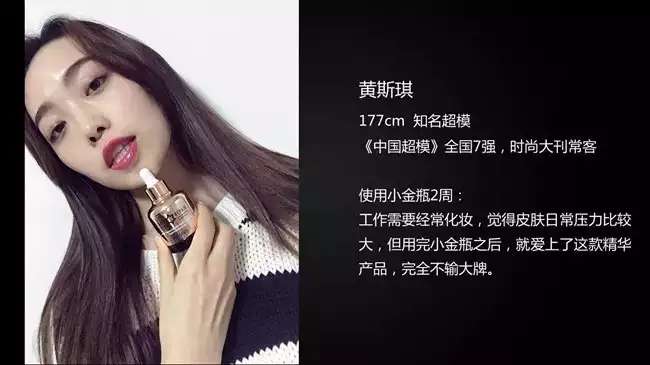 黄斯琪
177cm 知名超模
《中国超模》全国7强，时尚大刊常客
使用小金瓶2周：
工作需要经常化妆，觉得皮肤日常压力比较
大，但用完小金瓶之后，就爱上了这款精华
产品，完全不输大牌。